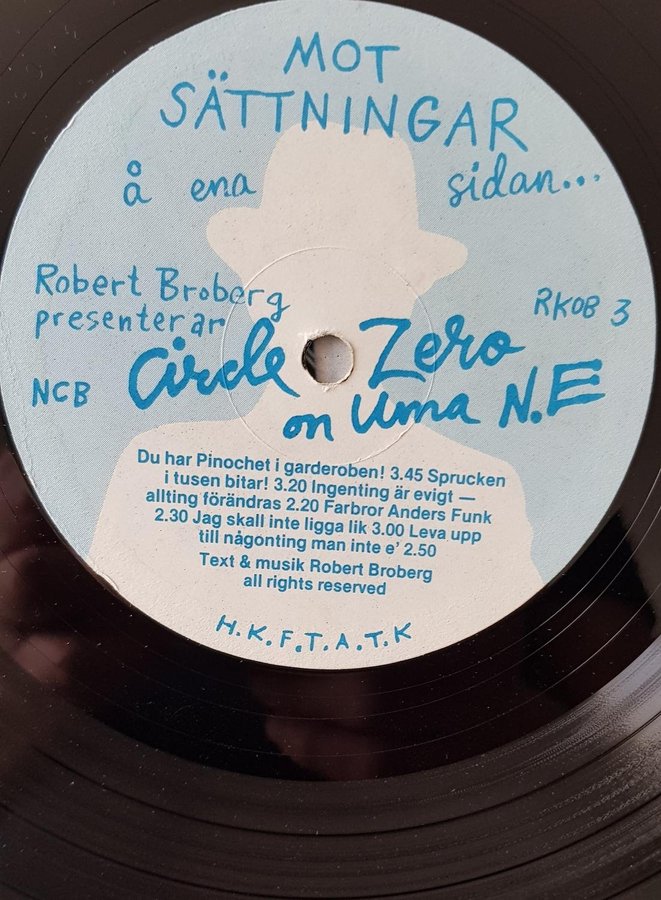 MOT
SÄTTNINGAR
å ena sidan...
Robert Broberg
presenterar
RKOB 3
Circle Zero
NCB
on Uma N.E
Du har Pinochet i garderoben! 3.45 Sprucken
i tusen bitar! 3.20 Ingenting är evigt —
allting förändras 2.20 Farbror Anders Funk
2.30 Jag skall inte ligga lik 3.00 Leva upp
till någonting man inte e' 2.50
Text & musik Robert Broberg
all rights reserved
H.K.F.T.A.T.K